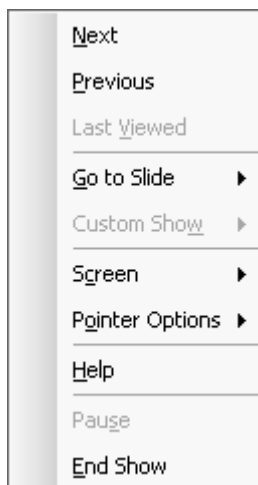 Next
Previous
Last Viewed
Go to Slide
Custom Show
Screen
Pointer Options
Help
Pause
End Show